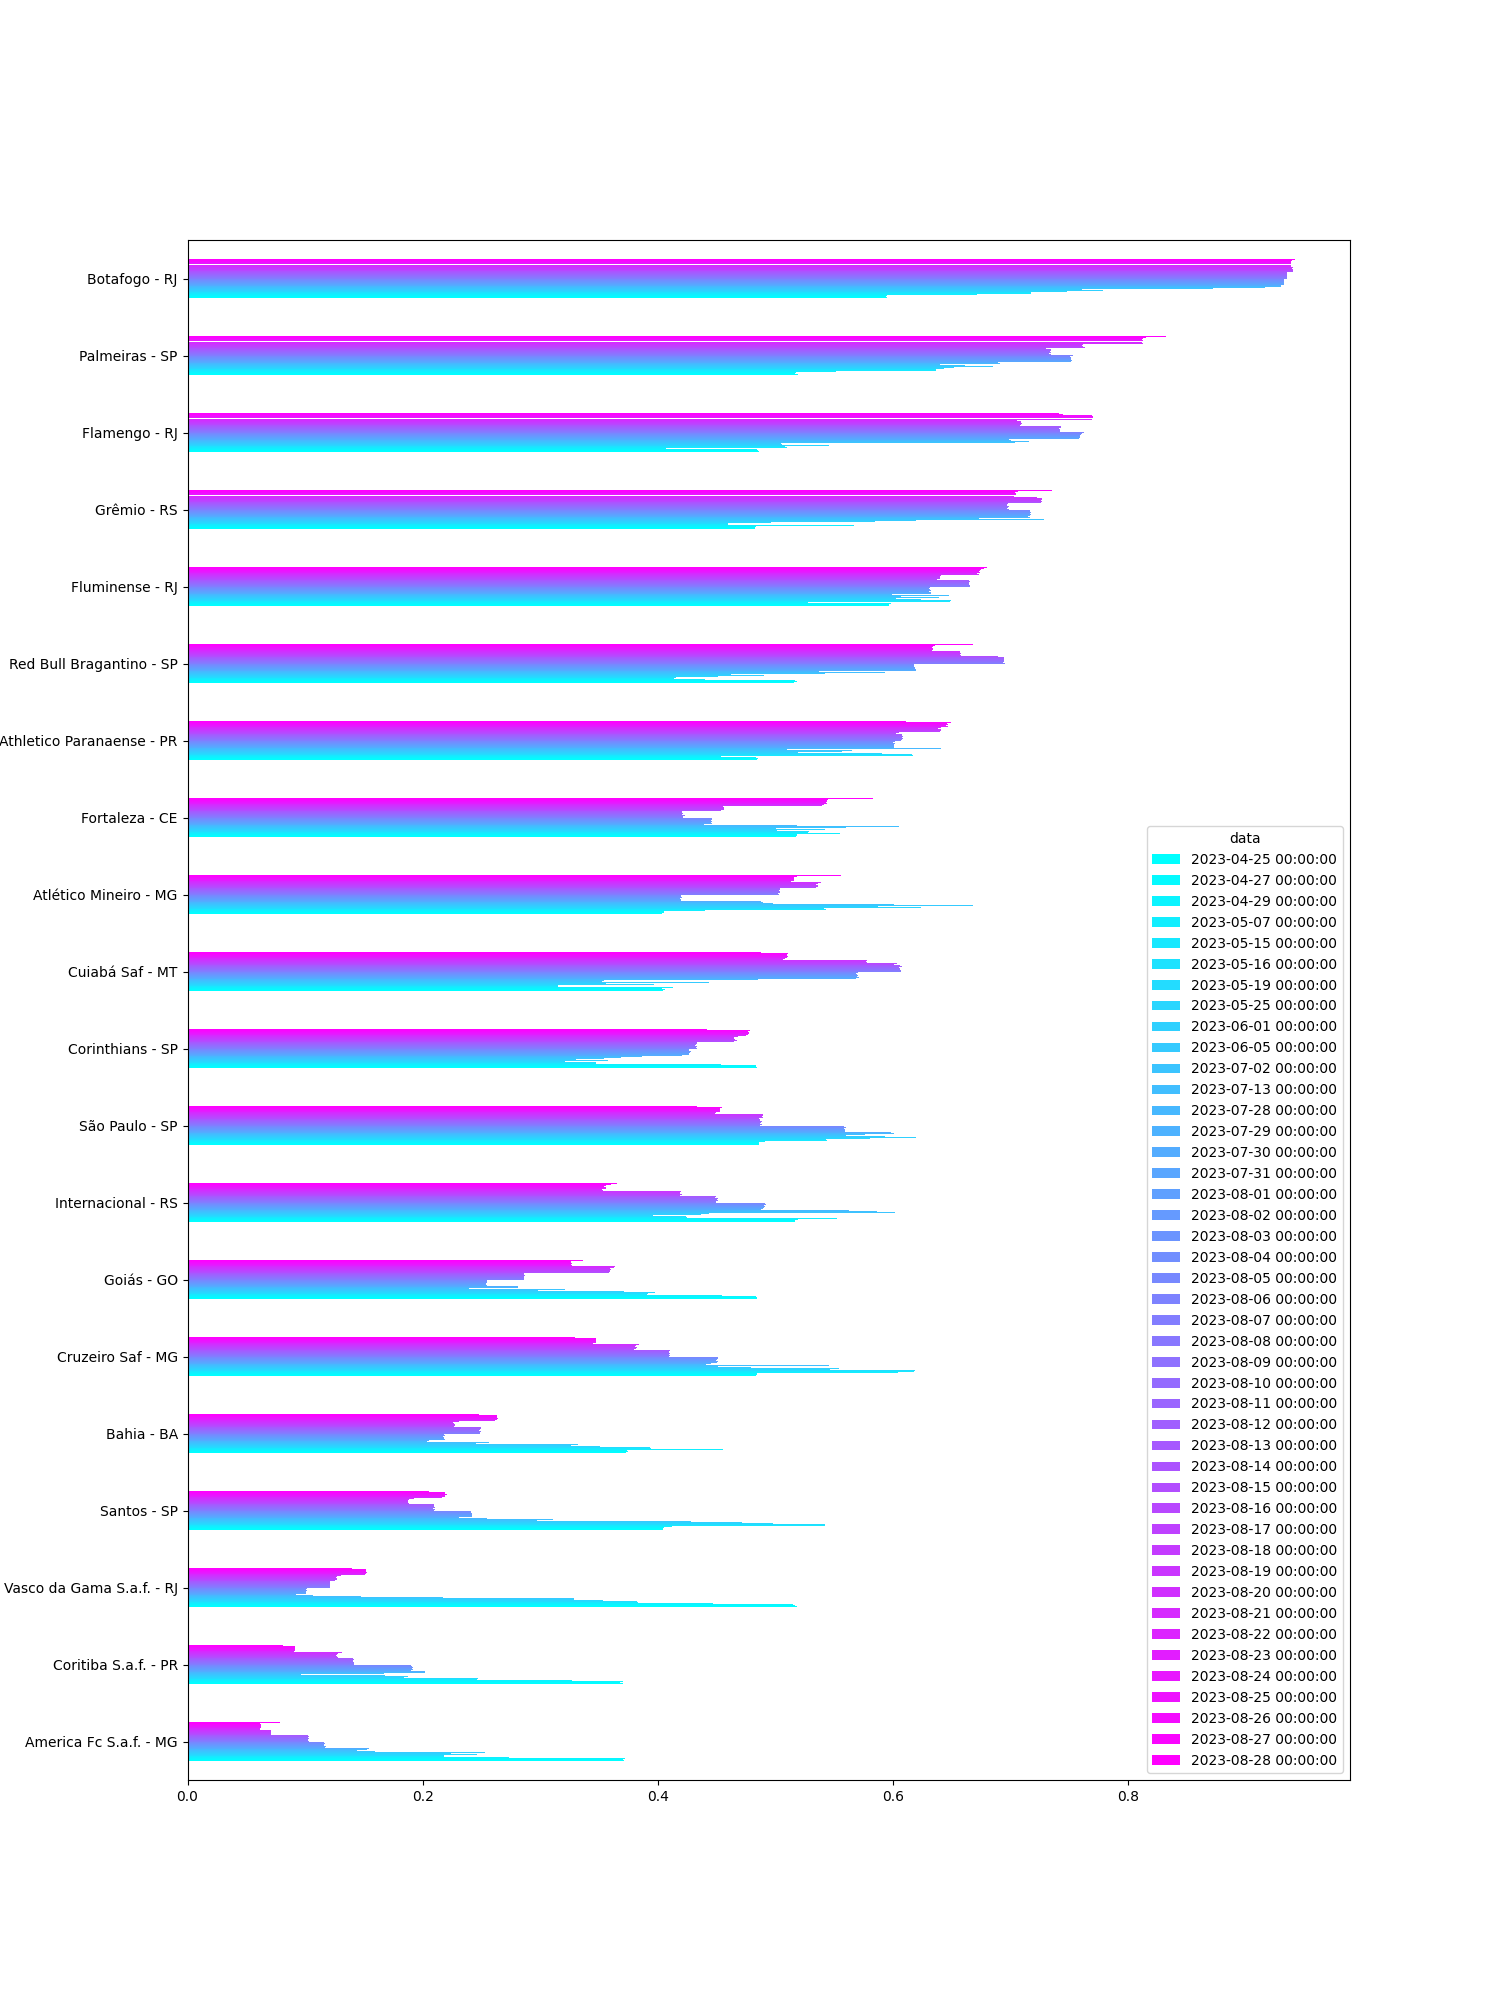 Botafogo - RJ
Palmeiras - SP
Flamengo - RJ
Grêmio - RS
Fluminense - RJ
Red Bull Bragantino - SP
Athletico Paranaense - PR
Fortaleza - CE
Atlético Mineiro - MG
Cuiabá Saf - MT
Corinthians - SP
São Paulo - SP
Internacional - RS
Goiás - GO
Cruzeiro Saf - MG
Bahia - BA
Santos - SP
Vasco da Gama S.a.f. - RJ
Coritiba S.a.f. - PR
America Fc S.a.f. - MG
0.0 0.2 0.4 0.6 0.8
data
2023-04-25 00:00:00
2023-04-27 00:00:00
2023-04-29 00:00:00
2023-05-07 00:00:00
2023-05-15 00:00:00
2023-05-16 00:00:00
2023-05-19 00:00:00
2023-05-25 00:00:00
2023-06-01 00:00:00
2023-06-05 00:00:00
2023-07-02 00:00:00
2023-07-13 00:00:00
2023-07-28 00:00:00
2023-07-29 00:00:00
2023-07-30 00:00:00
2023-07-31 00:00:00
2023-08-01 00:00:00
2023-08-02 00:00:00
2023-08-03 00:00:00
2023-08-04 00:00:00
2023-08-05 00:00:00
2023-08-06 00:00:00
2023-08-07 00:00:00
2023-08-08 00:00:00
2023-08-09 00:00:00
2023-08-10 00:00:00
2023-08-11 00:00:00
2023-08-12 00:00:00
2023-08-13 00:00:00
2023-08-14 00:00:00
2023-08-15 00:00:00
2023-08-16 00:00:00
2023-08-17 00:00:00
2023-08-18 00:00:00
2023-08-19 00:00:00
2023-08-20 00:00:00
2023-08-21 00:00:00
2023-08-22 00:00:00
2023-08-23 00:00:00
2023-08-24 00:00:00
2023-08-25 00:00:00
2023-08-26 00:00:00
2023-08-27 00:00:00
2023-08-28 00:00:00